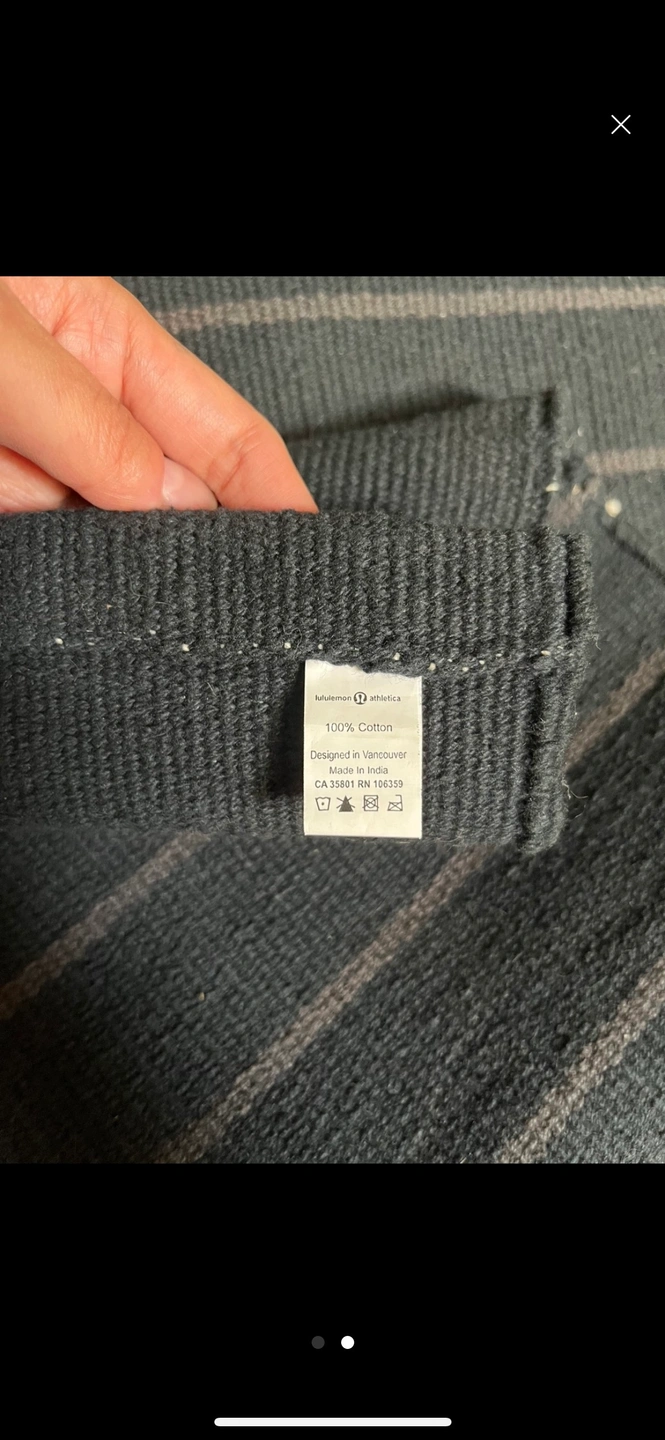 lululemon athletica
100% Cotton
Designed in Vancouver
Made In India
CA 35801 RN 106359